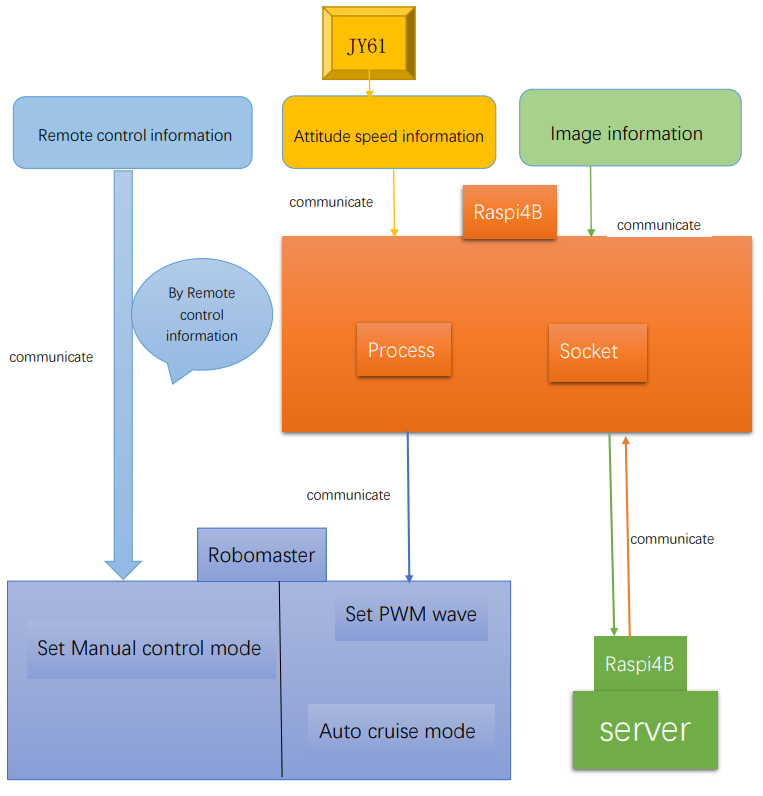 JY61
Remote control information
Attitude speed information
Image information
communicate
Raspi4B
communicate
By Remote
control
information
communicate
Process
Socket
communicate
communicate
Robomaster
Set PWM wave
Set Manual control mode
Auto cruise mode
Raspi4B
server